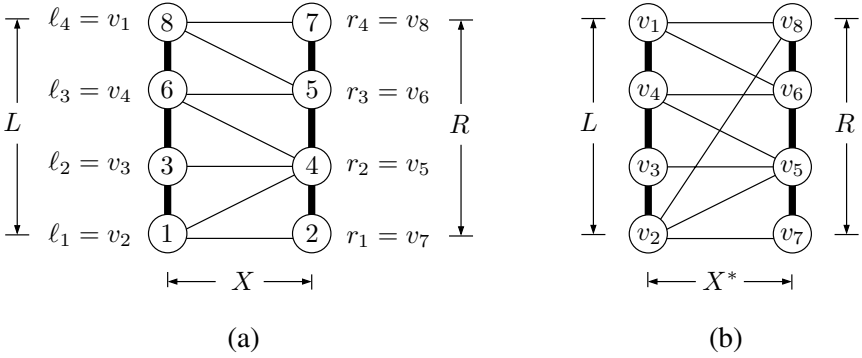 ℓ₄ = v₁ 8 7 r₄ = v₈ v₁ v₈
ℓ₃ = v₄ 6 5 r₃ = v₆ v₄ v₆
L R L R
ℓ₂ = v₃ 3 4 r₂ = v₅ v₃ v₅
ℓ₁ = v₂ 1 2 r₁ = v₇ v₂ v₇
X X*
(a) (b)